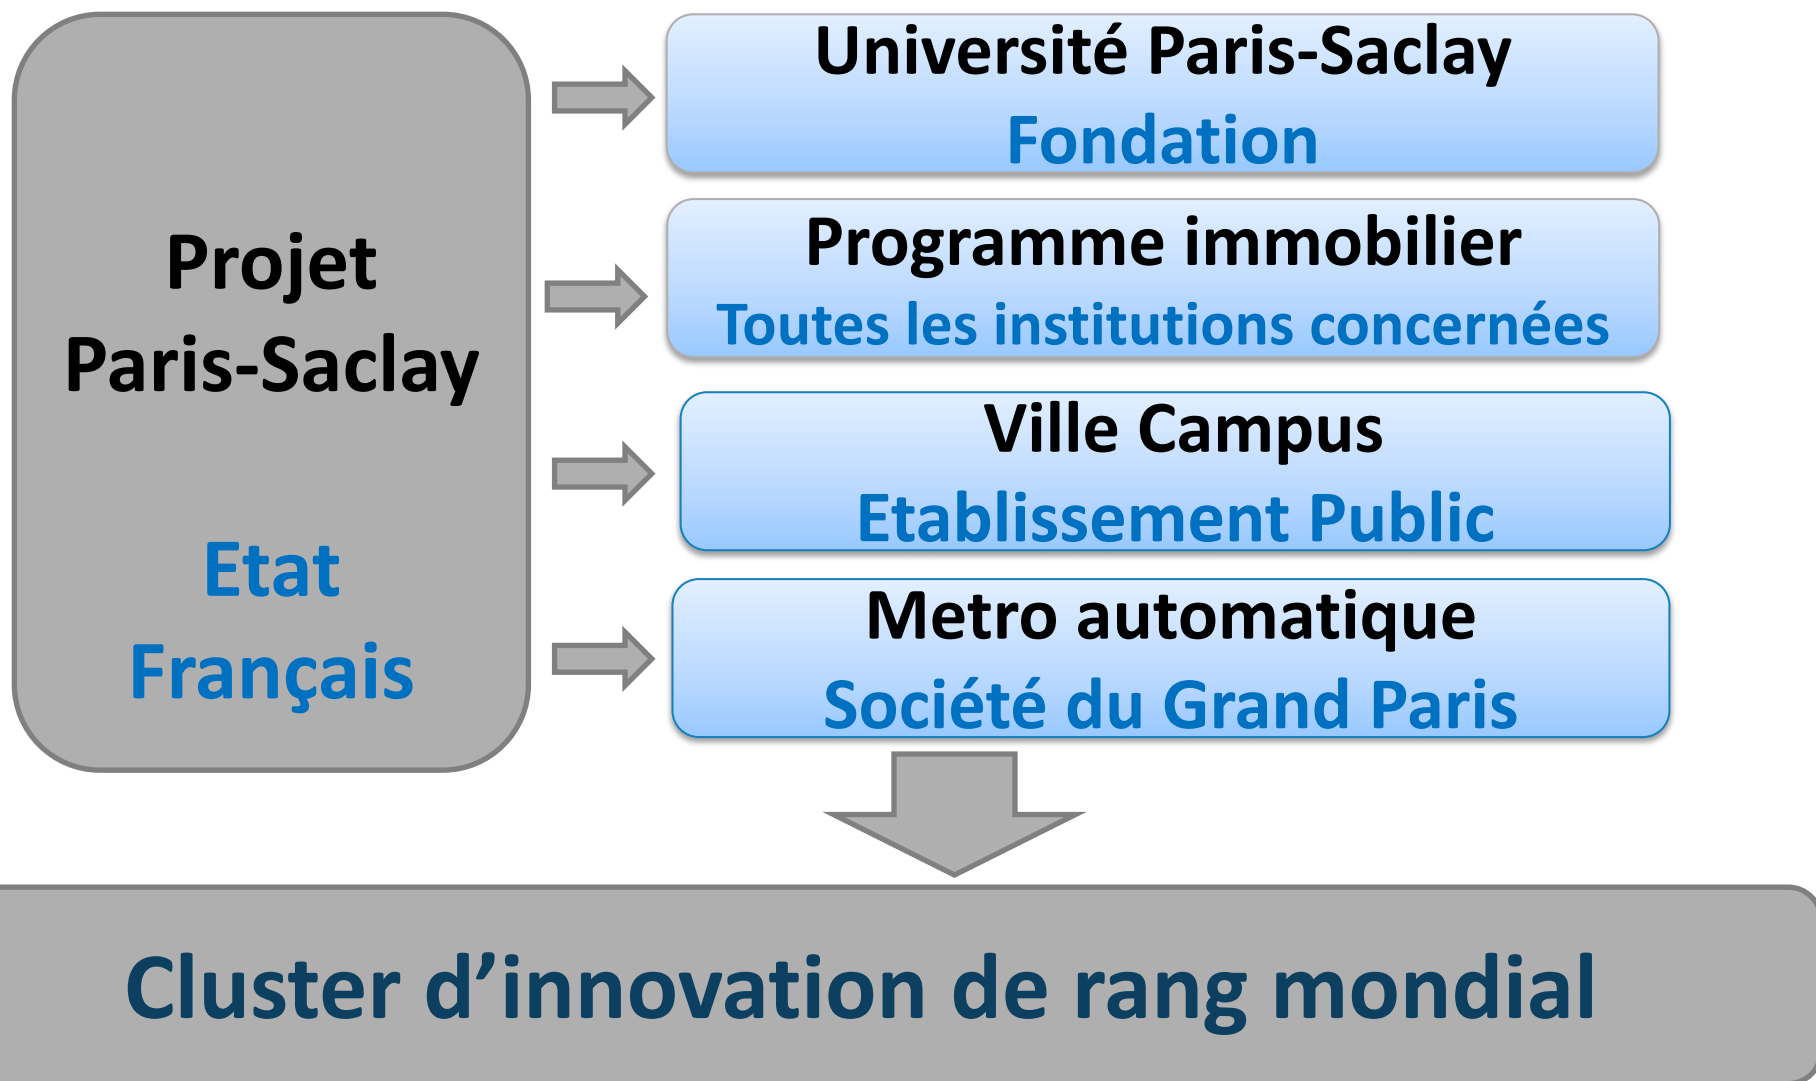 Projet
Paris-Saclay
Etat
Français
Université Paris-Saclay
Fondation
Programme immobilier
Toutes les institutions concernées
Ville Campus
Etablissement Public
Metro automatique
Société du Grand Paris
Cluster d’innovation de rang mondial